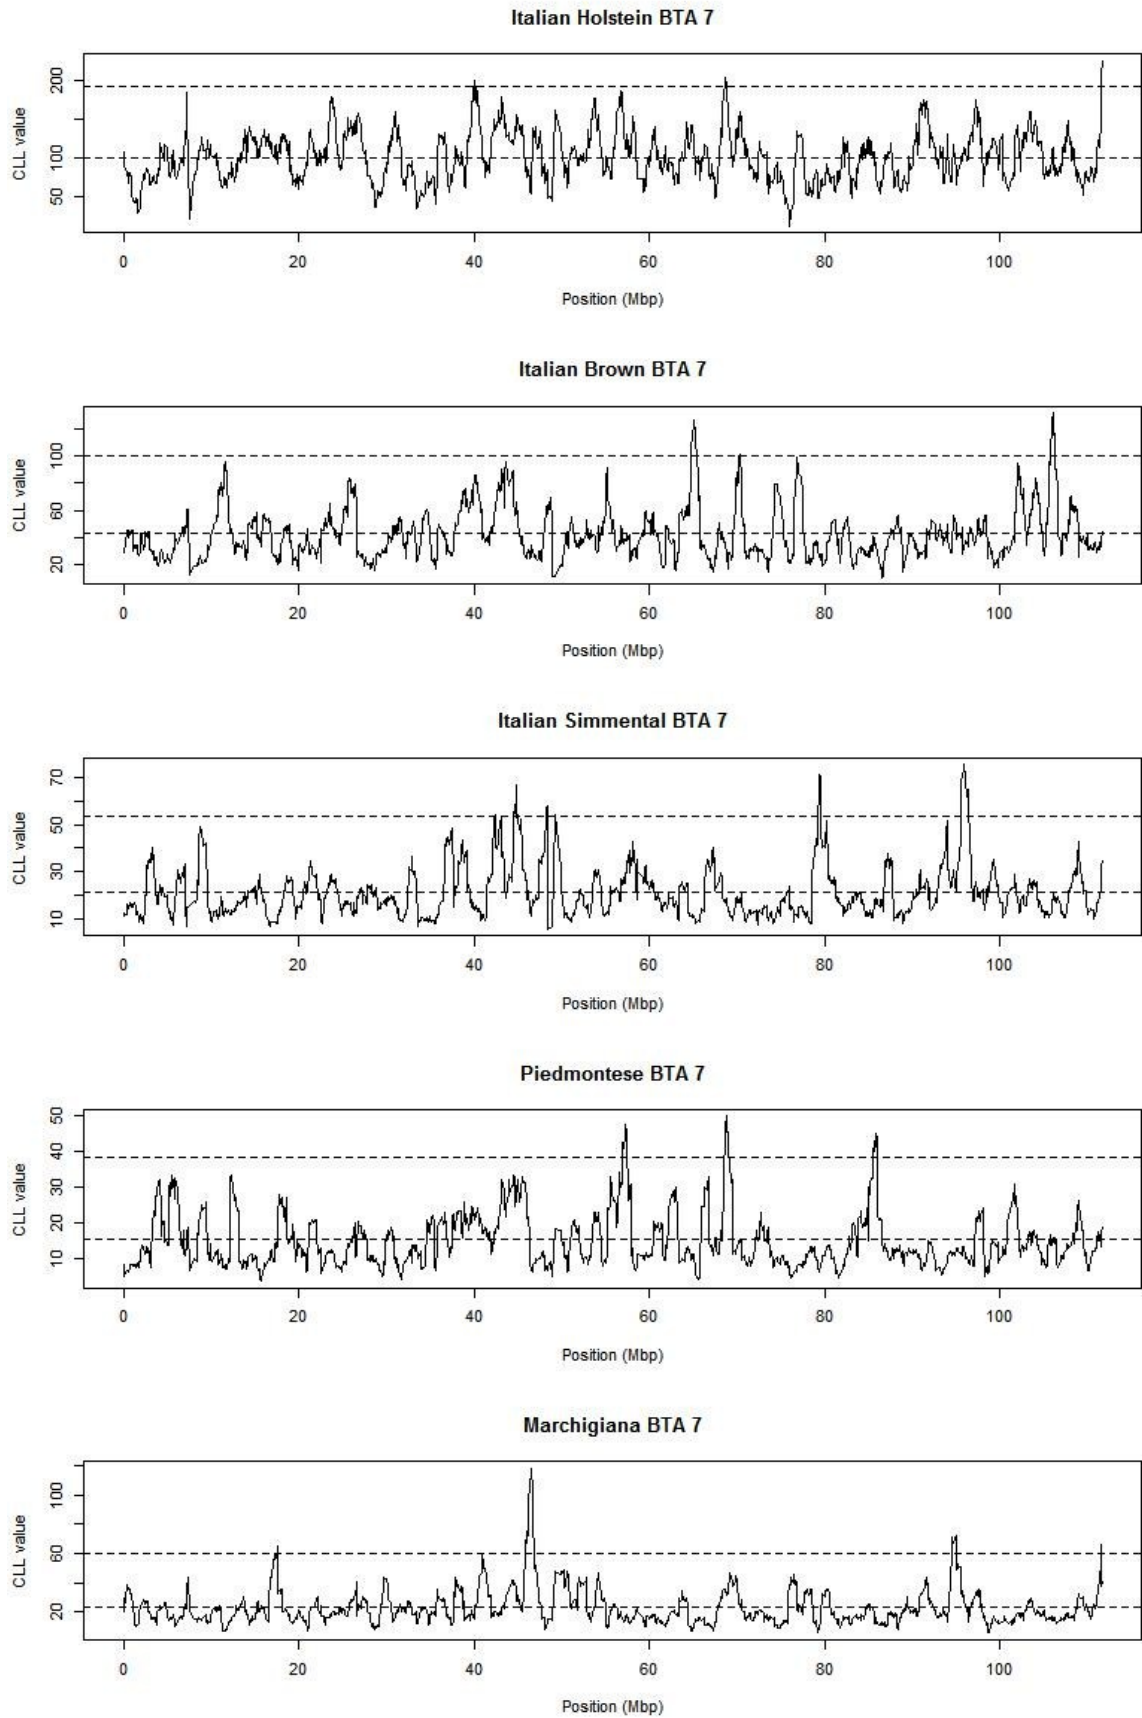 Italian Holstein BTA 7
CLL value
50 100 200
0 20 40 60 80 100
Position (Mbp)
Italian Brown BTA 7
CLL value
20 60 100
0 20 40 60 80 100
Position (Mbp)
Italian Simmental BTA 7
CLL value
10 30 50 70
0 20 40 60 80 100
Position (Mbp)
Piedmontese BTA 7
CLL value
10 20 30 40 50
0 20 40 60 80 100
Position (Mbp)
Marchigiana BTA 7
CLL value
20 60 100
0 20 40 60 80 100
Position (Mbp)